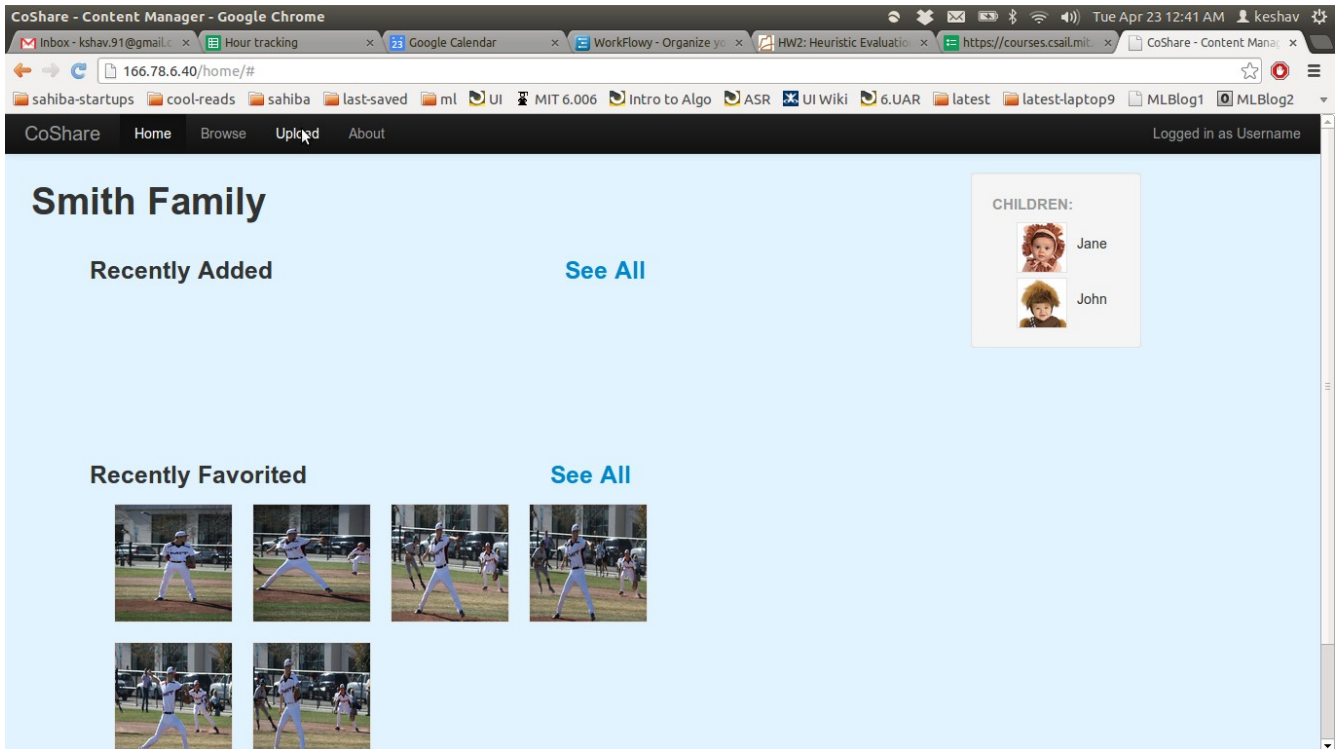 CoShare - Content Manager - Google Chrome
Tue Apr 23 12:41 AM keshav
Inbox - kshav.91@gmail.c
Hour tracking
23 Google Calendar
WorkFlowy - Organize yo
HW2: Heuristic Evaluatio
https://courses.csail.mit.
CoShare - Content Manag
166.78.6.40/home/#
sahiba-startups cool-reads sahiba last-saved ml UI MIT 6.006 Intro to Algo ASR UI Wiki 6.UAR latest latest-laptop9 MLBlog1 MLBlog2
CoShare Home Browse Upload About Logged in as Username
Smith Family
CHILDREN:
Jane
John
Recently Added See All
Recently Favorited See All